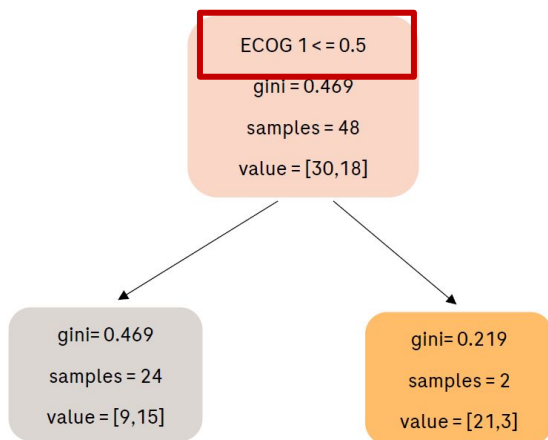 ECOG 1 <= 0.5
gini = 0.469
samples = 48
value = [30,18]
gini= 0.469
samples = 24
value = [9,15]
gini = 0.219
samples = 2
value = [21,3]